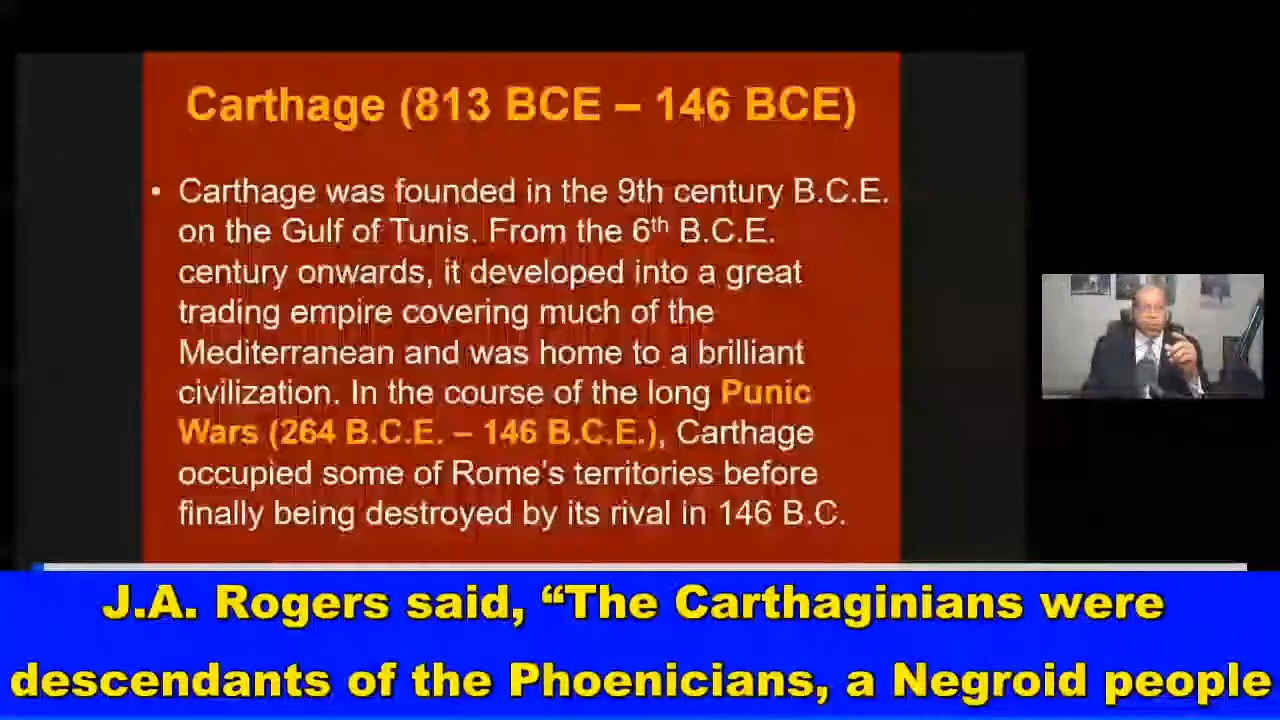 Carthage (813 BCE – 146 BCE)
• Carthage was founded in the 9th century B.C.E.
on the Gulf of Tunis. From the 6th B.C.E.
century onwards, it developed into a great
trading empire covering much of the
Mediterranean and was home to a brilliant
civilization. In the course of the long Punic
Wars (264 B.C.E. – 146 B.C.E.), Carthage
occupied some of Rome's territories before
finally being destroyed by its rival in 146 B.C.
J.A. Rogers said, “The Carthaginians were
descendants of the Phoenicians, a Negroid people